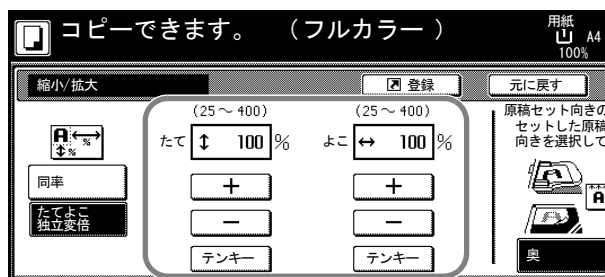 コピーできます。 （フルカラー ）
用紙
A4
100%
縮小/拡大
登録
元に戻す
(25～400)
(25～400)
原稿セット向きの
セットした原稿
向きを選択して
A
%
%
たて 100 %
よこ 100 %
同率
+
+
A
たてよこ
独立変倍
−
−
テンキー
テンキー
奥